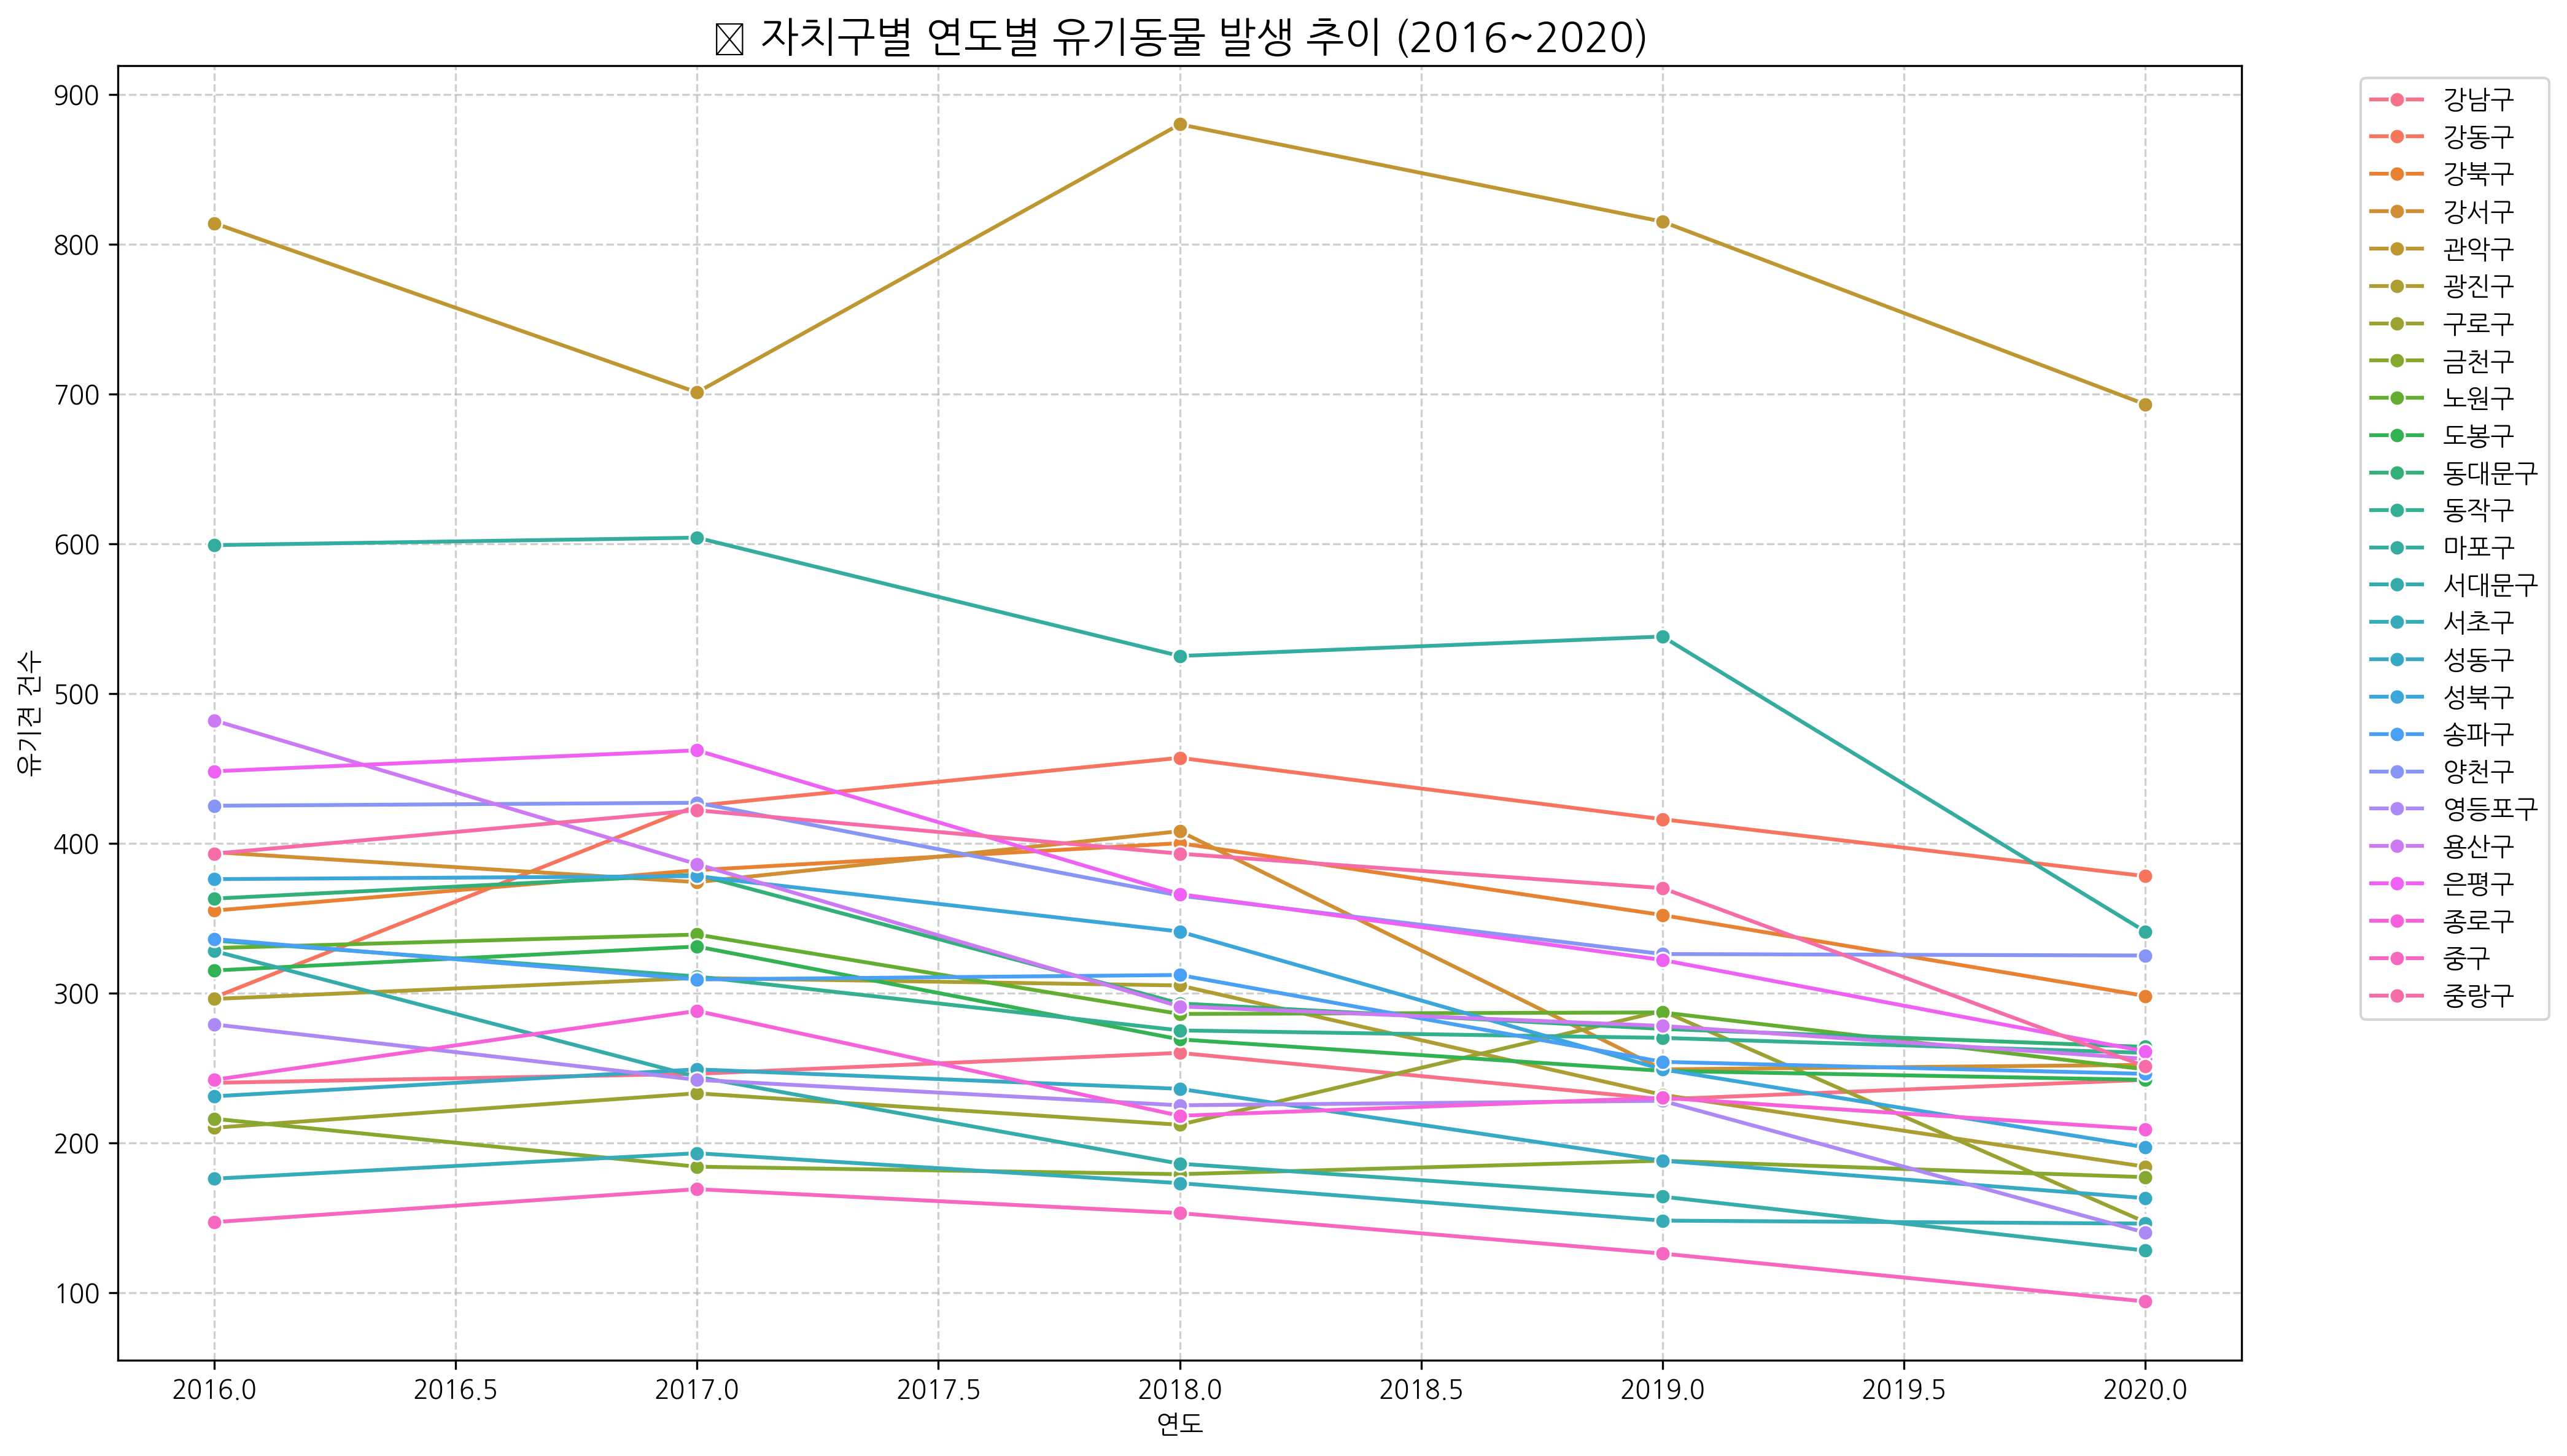 자치구별 연도별 유기동물 발생 추이 (2016~2020)
유기견 건수
900
800
700
600
500
400
300
200
100
2016.0
2016.5
2017.0
2017.5
2018.0
2018.5
2019.0
2019.5
2020.0
연도
강남구
강동구
강북구
강서구
관악구
광진구
구로구
금천구
노원구
도봉구
동대문구
동작구
마포구
서대문구
서초구
성동구
성북구
송파구
양천구
영등포구
용산구
은평구
종로구
중구
중랑구